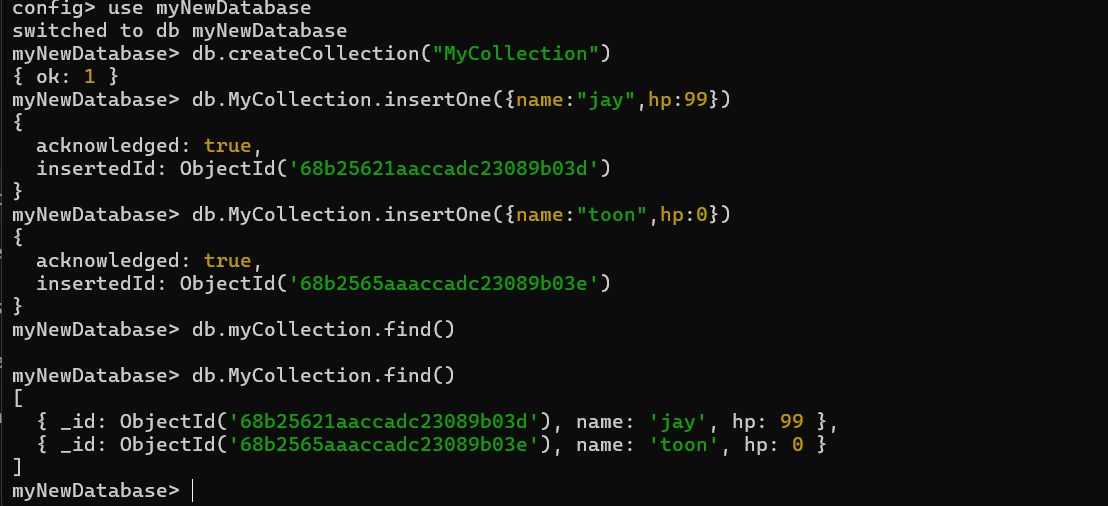 config> use myNewDatabase
switched to db myNewDatabase
myNewDatabase> db.createCollection("MyCollection")
{ ok: 1 }
myNewDatabase> db.MyCollection.insertOne({name:"jay",hp:99})
{
  acknowledged: true,
  insertedId: ObjectId('68b25621aaccadc23089b03d')
}
myNewDatabase> db.MyCollection.insertOne({name:"toon",hp:0})
{
  acknowledged: true,
  insertedId: ObjectId('68b2565aaaccadc23089b03e')
}
myNewDatabase> db.myCollection.find()

myNewDatabase> db.MyCollection.find()
[
  { _id: ObjectId('68b25621aaccadc23089b03d'), name: 'jay', hp: 99 },
  { _id: ObjectId('68b2565aaaccadc23089b03e'), name: 'toon', hp: 0 }
]
myNewDatabase>